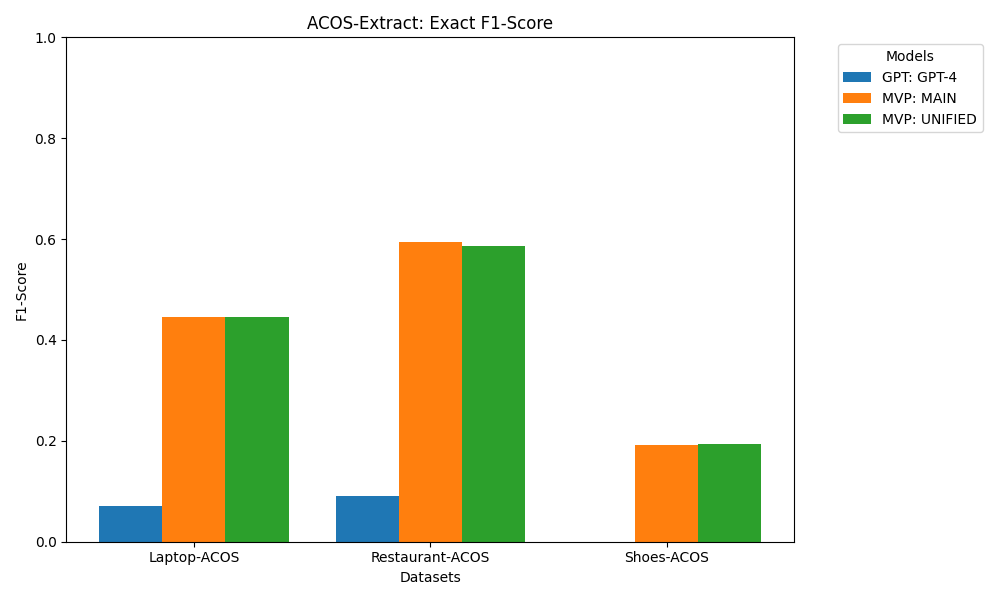 ACOS-Extract: Exact F1-Score
Models
GPT: GPT-4
MVP: MAIN
MVP: UNIFIED
F1-Score
1.0
0.8
0.6
0.4
0.2
0.0
Laptop-ACOS
Restaurant-ACOS
Shoes-ACOS
Datasets